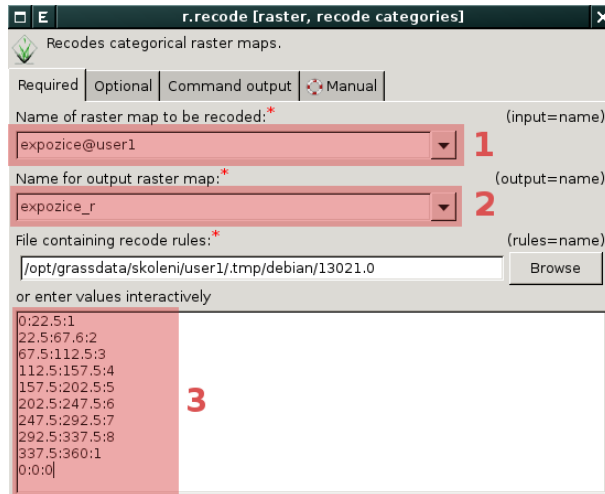 E r.recode [raster, recode categories] X
Recodes categorical raster maps.
Required Optional Command output Manual
Name of raster map to be recoded:* (input=name)
expozice@user1 1
Name for output raster map:* (output=name)
expozice_r 2
File containing recode rules:* (rules=name)
/opt/grassdata/skoleni/user1/.tmp/debian/13021.0 Browse
or enter values interactively
0:22.5:1
22.5:67.6:2
67.5:112.5:3
112.5:157.5:4
157.5:202.5:5
202.5:247.5:6 3
247.5:292.5:7
292.5:337.5:8
337.5:360:1
0:0:0